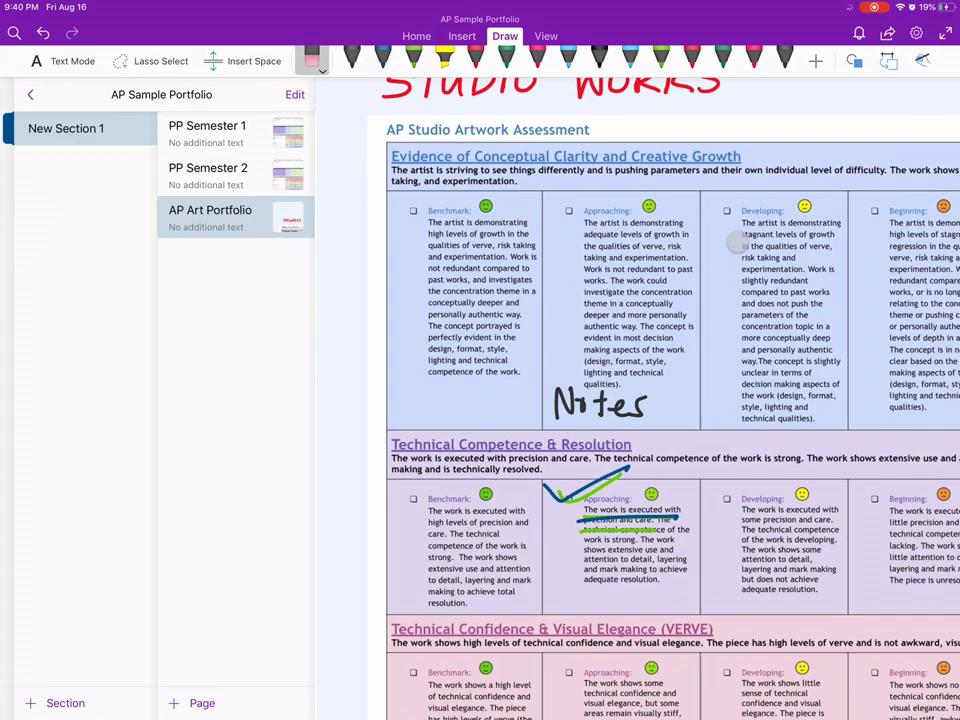 9:40 PM Fri Aug 16
19%
AP Sample Portfolio
Home Insert Draw View
A Text Mode Lasso Select Insert Space
AP Sample Portfolio Edit
New Section 1
PP Semester 1
No additional text
PP Semester 2
No additional text
AP Art Portfolio
No additional text
+ Section + Page
STUDIO WORKS
AP Studio Artwork Assessment
Evidence of Conceptual Clarity and Creative Growth
The artist is striving to see things differently and is pushing parameters and their own individual level of difficulty. The work shows
taking, and experimentation.
Benchmark:
The artist is demonstrating
high levels of growth in the
qualities of verve, risk taking
and experimentation. Work is
not redundant compared to
past works, and investigates
the concentration theme in a
conceptually deeper and
personally authentic way.
The concept portrayed is
perfectly evident in the
design, format, style,
lighting and technical
competence of the work.
Approaching:
The artist is demonstrating
adequate levels of growth in
the qualities of verve, risk
taking and experimentation.
Work is not redundant to past
works. The work could
investigate the concentration
theme in a conceptually
deeper and more personally
authentic way. The concept is
evident in most decision
making aspects of the work
(design, format, style,
lighting and technical
qualities).
Notes
Developing:
The artist is demonstrating
stagnant levels of growth
in the qualities of verve,
risk taking and
experimentation. Work is
slightly redundant
compared to past works
and does not push the
parameters of the
concentration topic in a
more conceptually deep
and personally authentic
way.The concept is slightly
unclear in terms of
decision making aspects of
the work (design, format,
style, lighting and
technical qualities).
Beginning:
The artist is demons
high levels of stagn
regression in the qu
verve, risk taking an
experimentation. W
redundant compared
works, or is no long
relating to the conc
theme or pushing c
or personally authe
levels of depth in a
The concept is in n
clear based on the
making aspects of t
(design, format, st
lighting and techni
qualities).
Technical Competence & Resolution
The work is executed with precision and care. The technical competence of the work is strong. The work shows extensive use and a
making and is technically resolved.
Benchmark:
The work is executed with
high levels of precision and
care. The technical
competence of the work is
strong. The work shows
extensive use and attention
to detail, layering and mark
making to achieve total
resolution.
Approaching:
The work is executed with
precision and care. The
technical competence of the
work is strong. The work
shows extensive use and
attention to detail, layering
and mark making to achieve
adequate resolution.
Developing:
The work is executed with
some precision and care.
The technical competence
of the work is developing.
The work shows some
attention to detail,
layering and mark making
but does not achieve
adequate resolution.
Beginning:
The work is execute
little precision and
technical competen
lacking. The work s
little attention to d
layering and mark m
The piece is unreso
Technical Confidence & Visual Elegance (VERVE)
The work shows high levels of technical confidence and visual elegance. The piece has high levels of verve and is not awkward, visu
Benchmark:
The work shows a high level
of technical confidence and
visual elegance. The piece
has high levels of verve and
Approaching:
The work shows some
technical confidence and
visual elegance, but some
areas remain visually stiff,
Developing:
The work shows little
sense of technical
confidence and visual
elegance. The piece is
Beginning:
The work shows no
of technical confid
visual elegance. Th
visually stiff, awkw